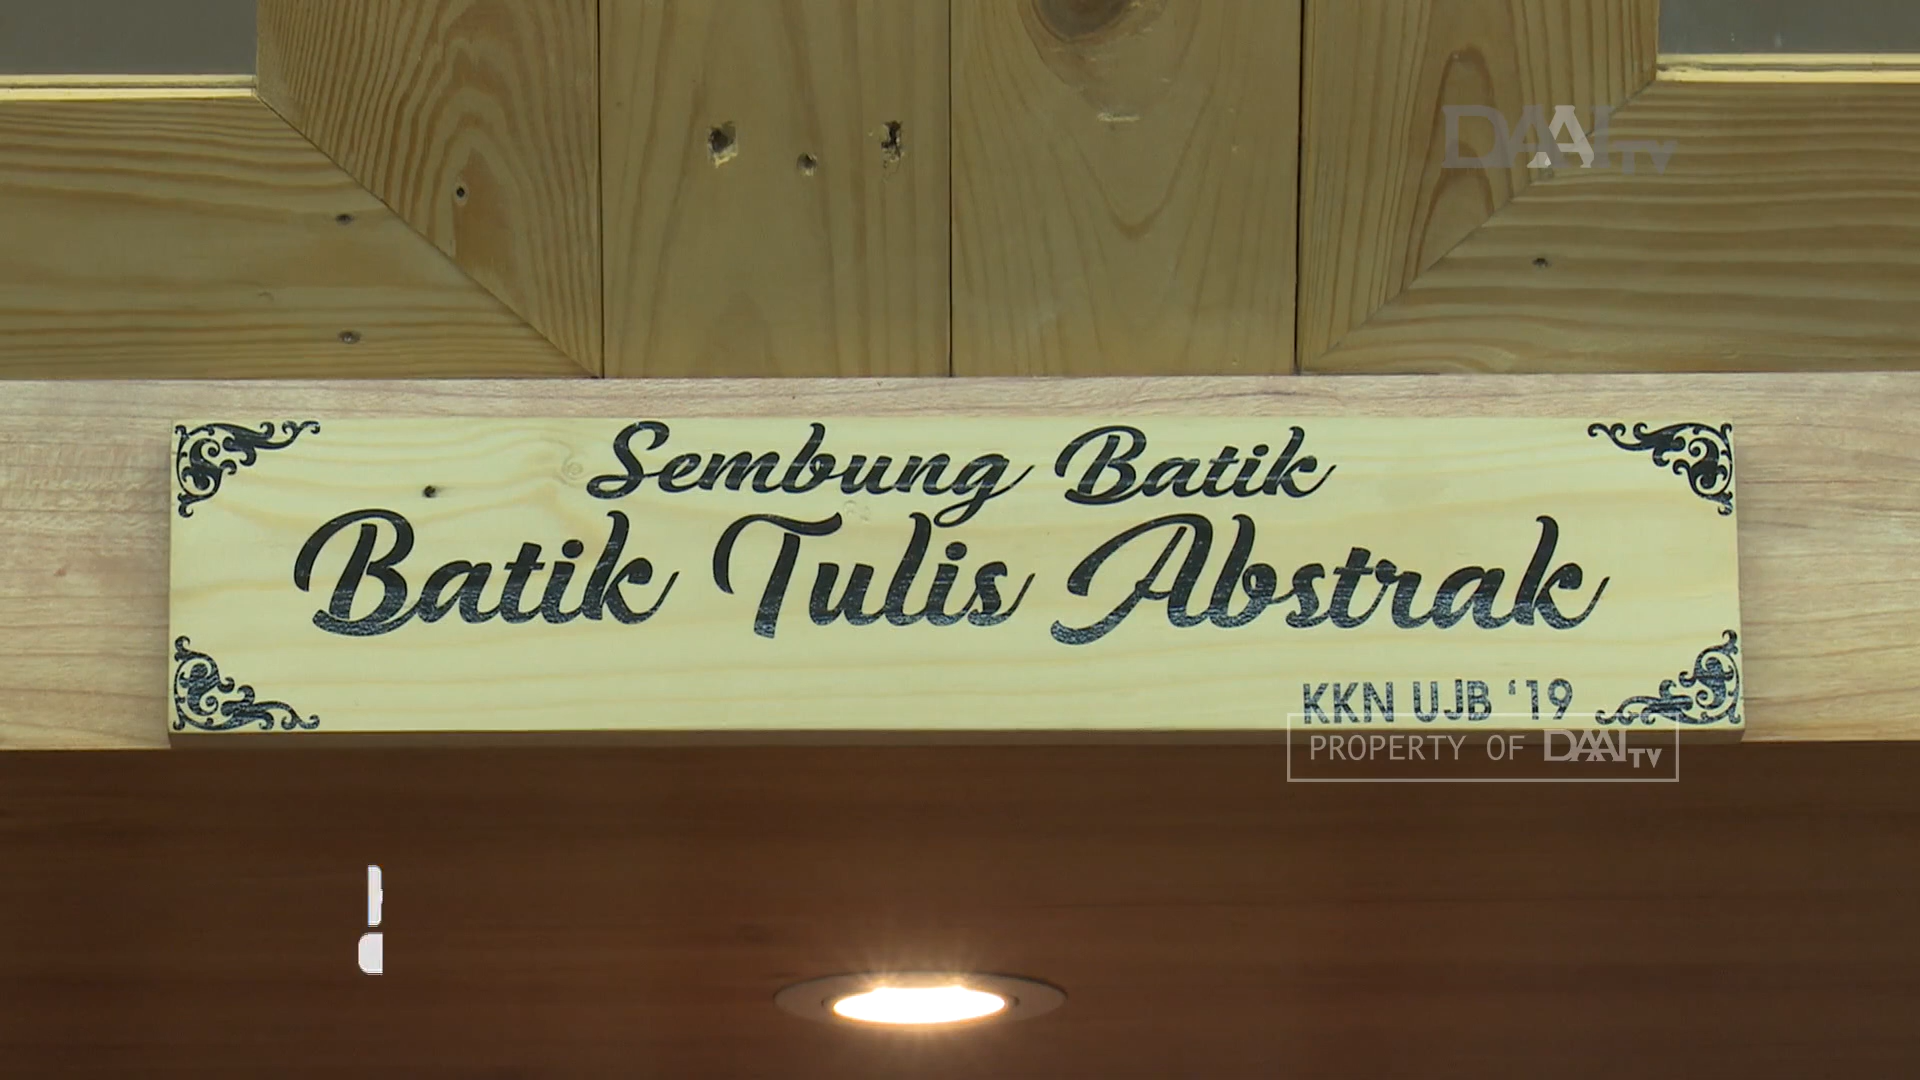 DAAI TV
Sembung Batik
Batik Tulis Abstrak
KKN UJB '19
PROPERTY OF DAAI TV